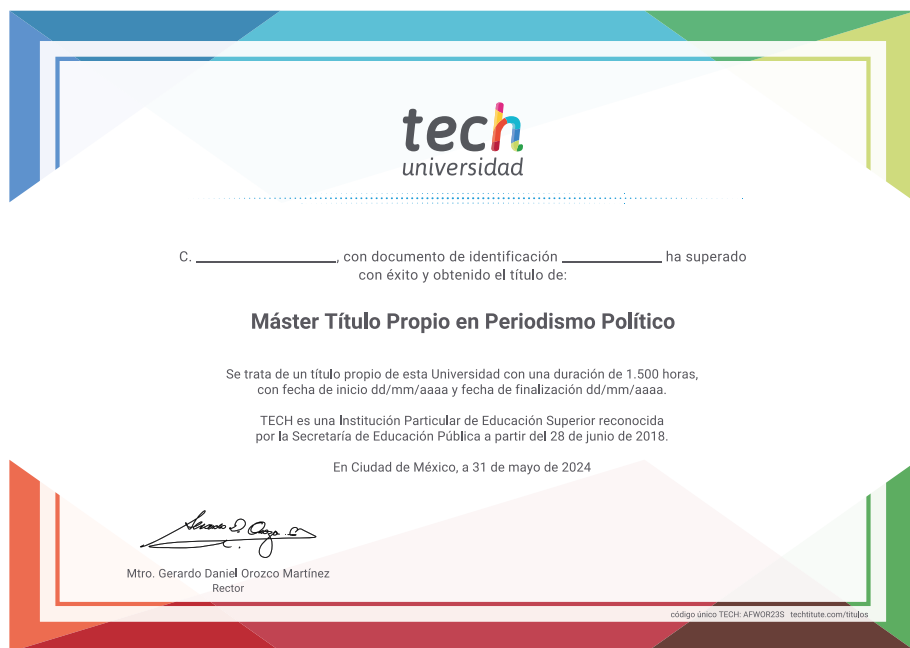 tech
universidad
C. ________________, con documento de identificación ____________ ha superado
con éxito y obtenido el título de:
Máster Título Propio en Periodismo Político
Se trata de un título propio de esta Universidad con una duración de 1.500 horas,
con fecha de inicio dd/mm/aaaa y fecha de finalización dd/mm/aaaa.
TECH es una Institución Particular de Educación Superior reconocida
por la Secretaría de Educación Pública a partir del 28 de junio de 2018.
En Ciudad de México, a 31 de mayo de 2024
Mtro. Gerardo Daniel Orozco Martínez
Rector
código único TECH: AFWOR23S techtitute.com/titulos